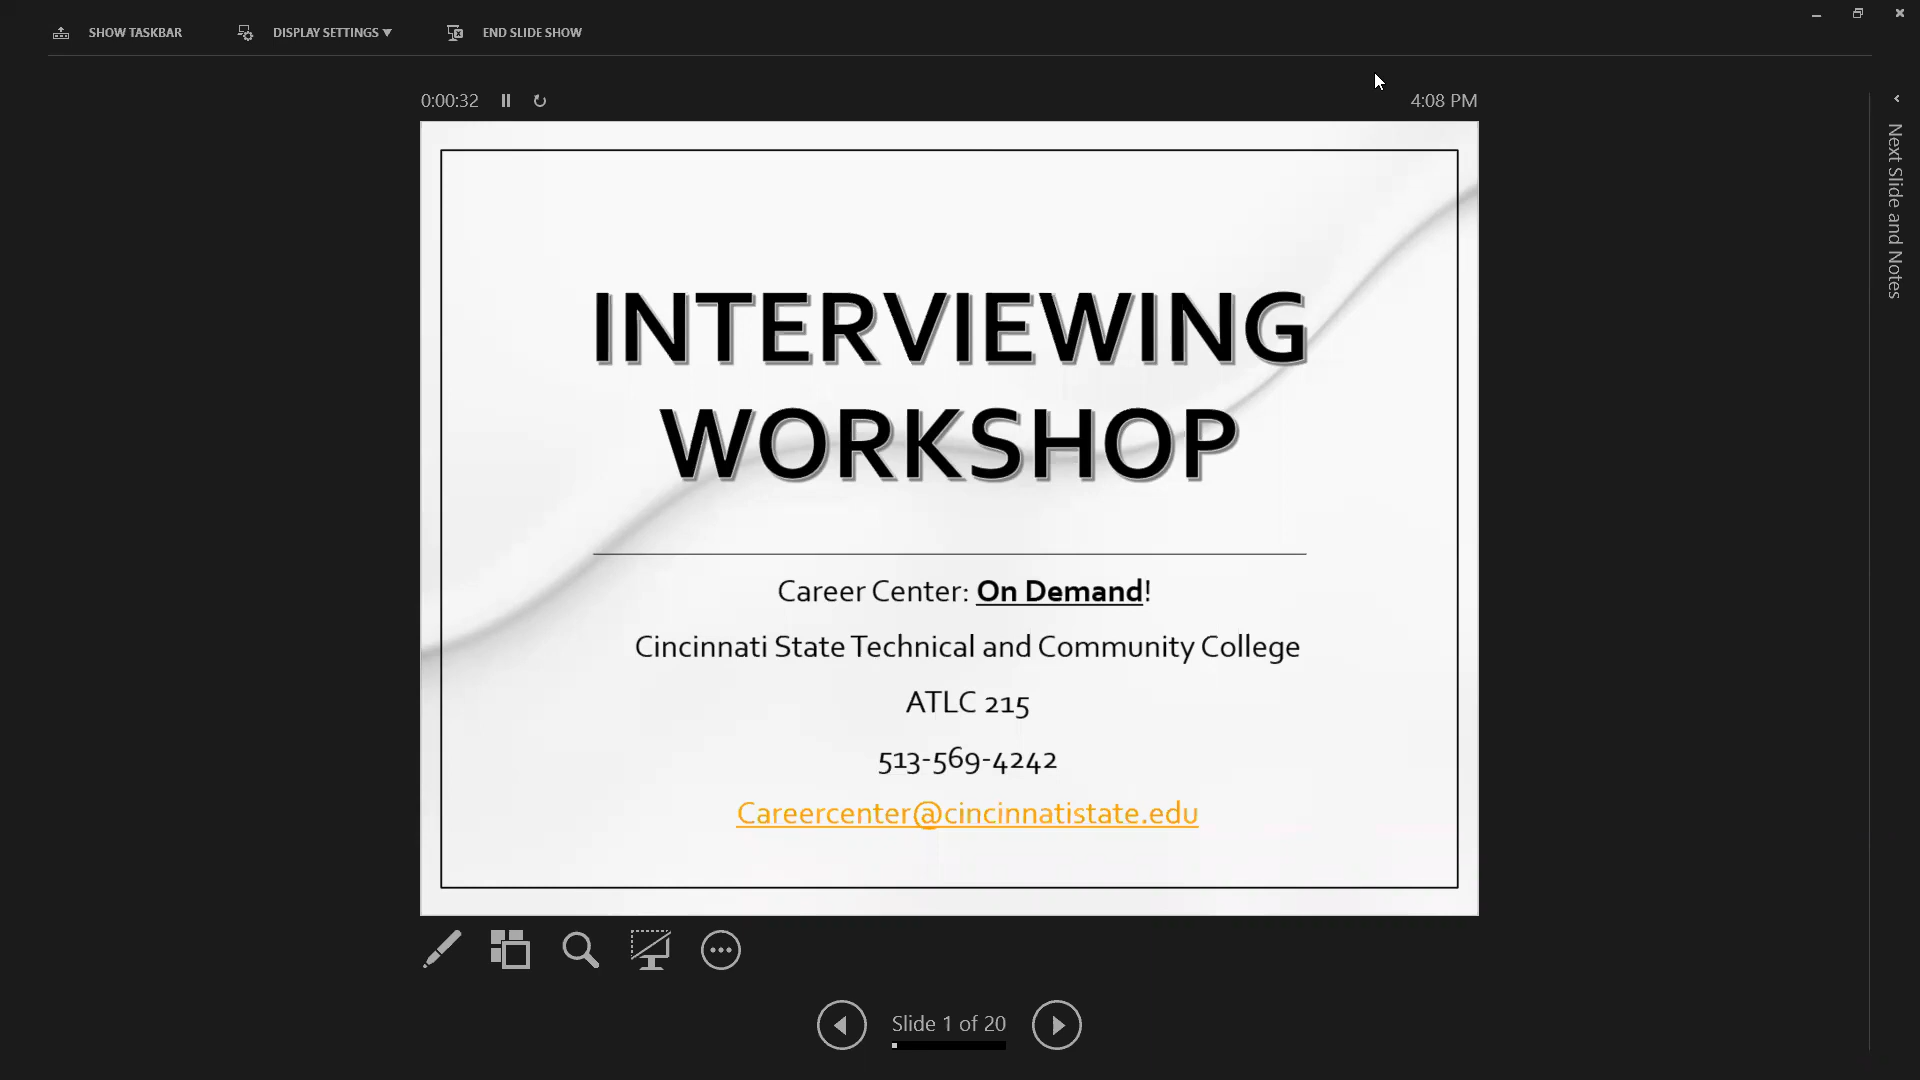 SHOW TASKBAR
DISPLAY SETTINGS ▼
END SLIDE SHOW
0:00:32
4:08 PM
INTERVIEWING
WORKSHOP
Career Center: On Demand!
Cincinnati State Technical and Community College
ATLC 215
513-569-4242
Careercenter@cincinnatistate.edu
Next Slide and Notes
Slide 1 of 20